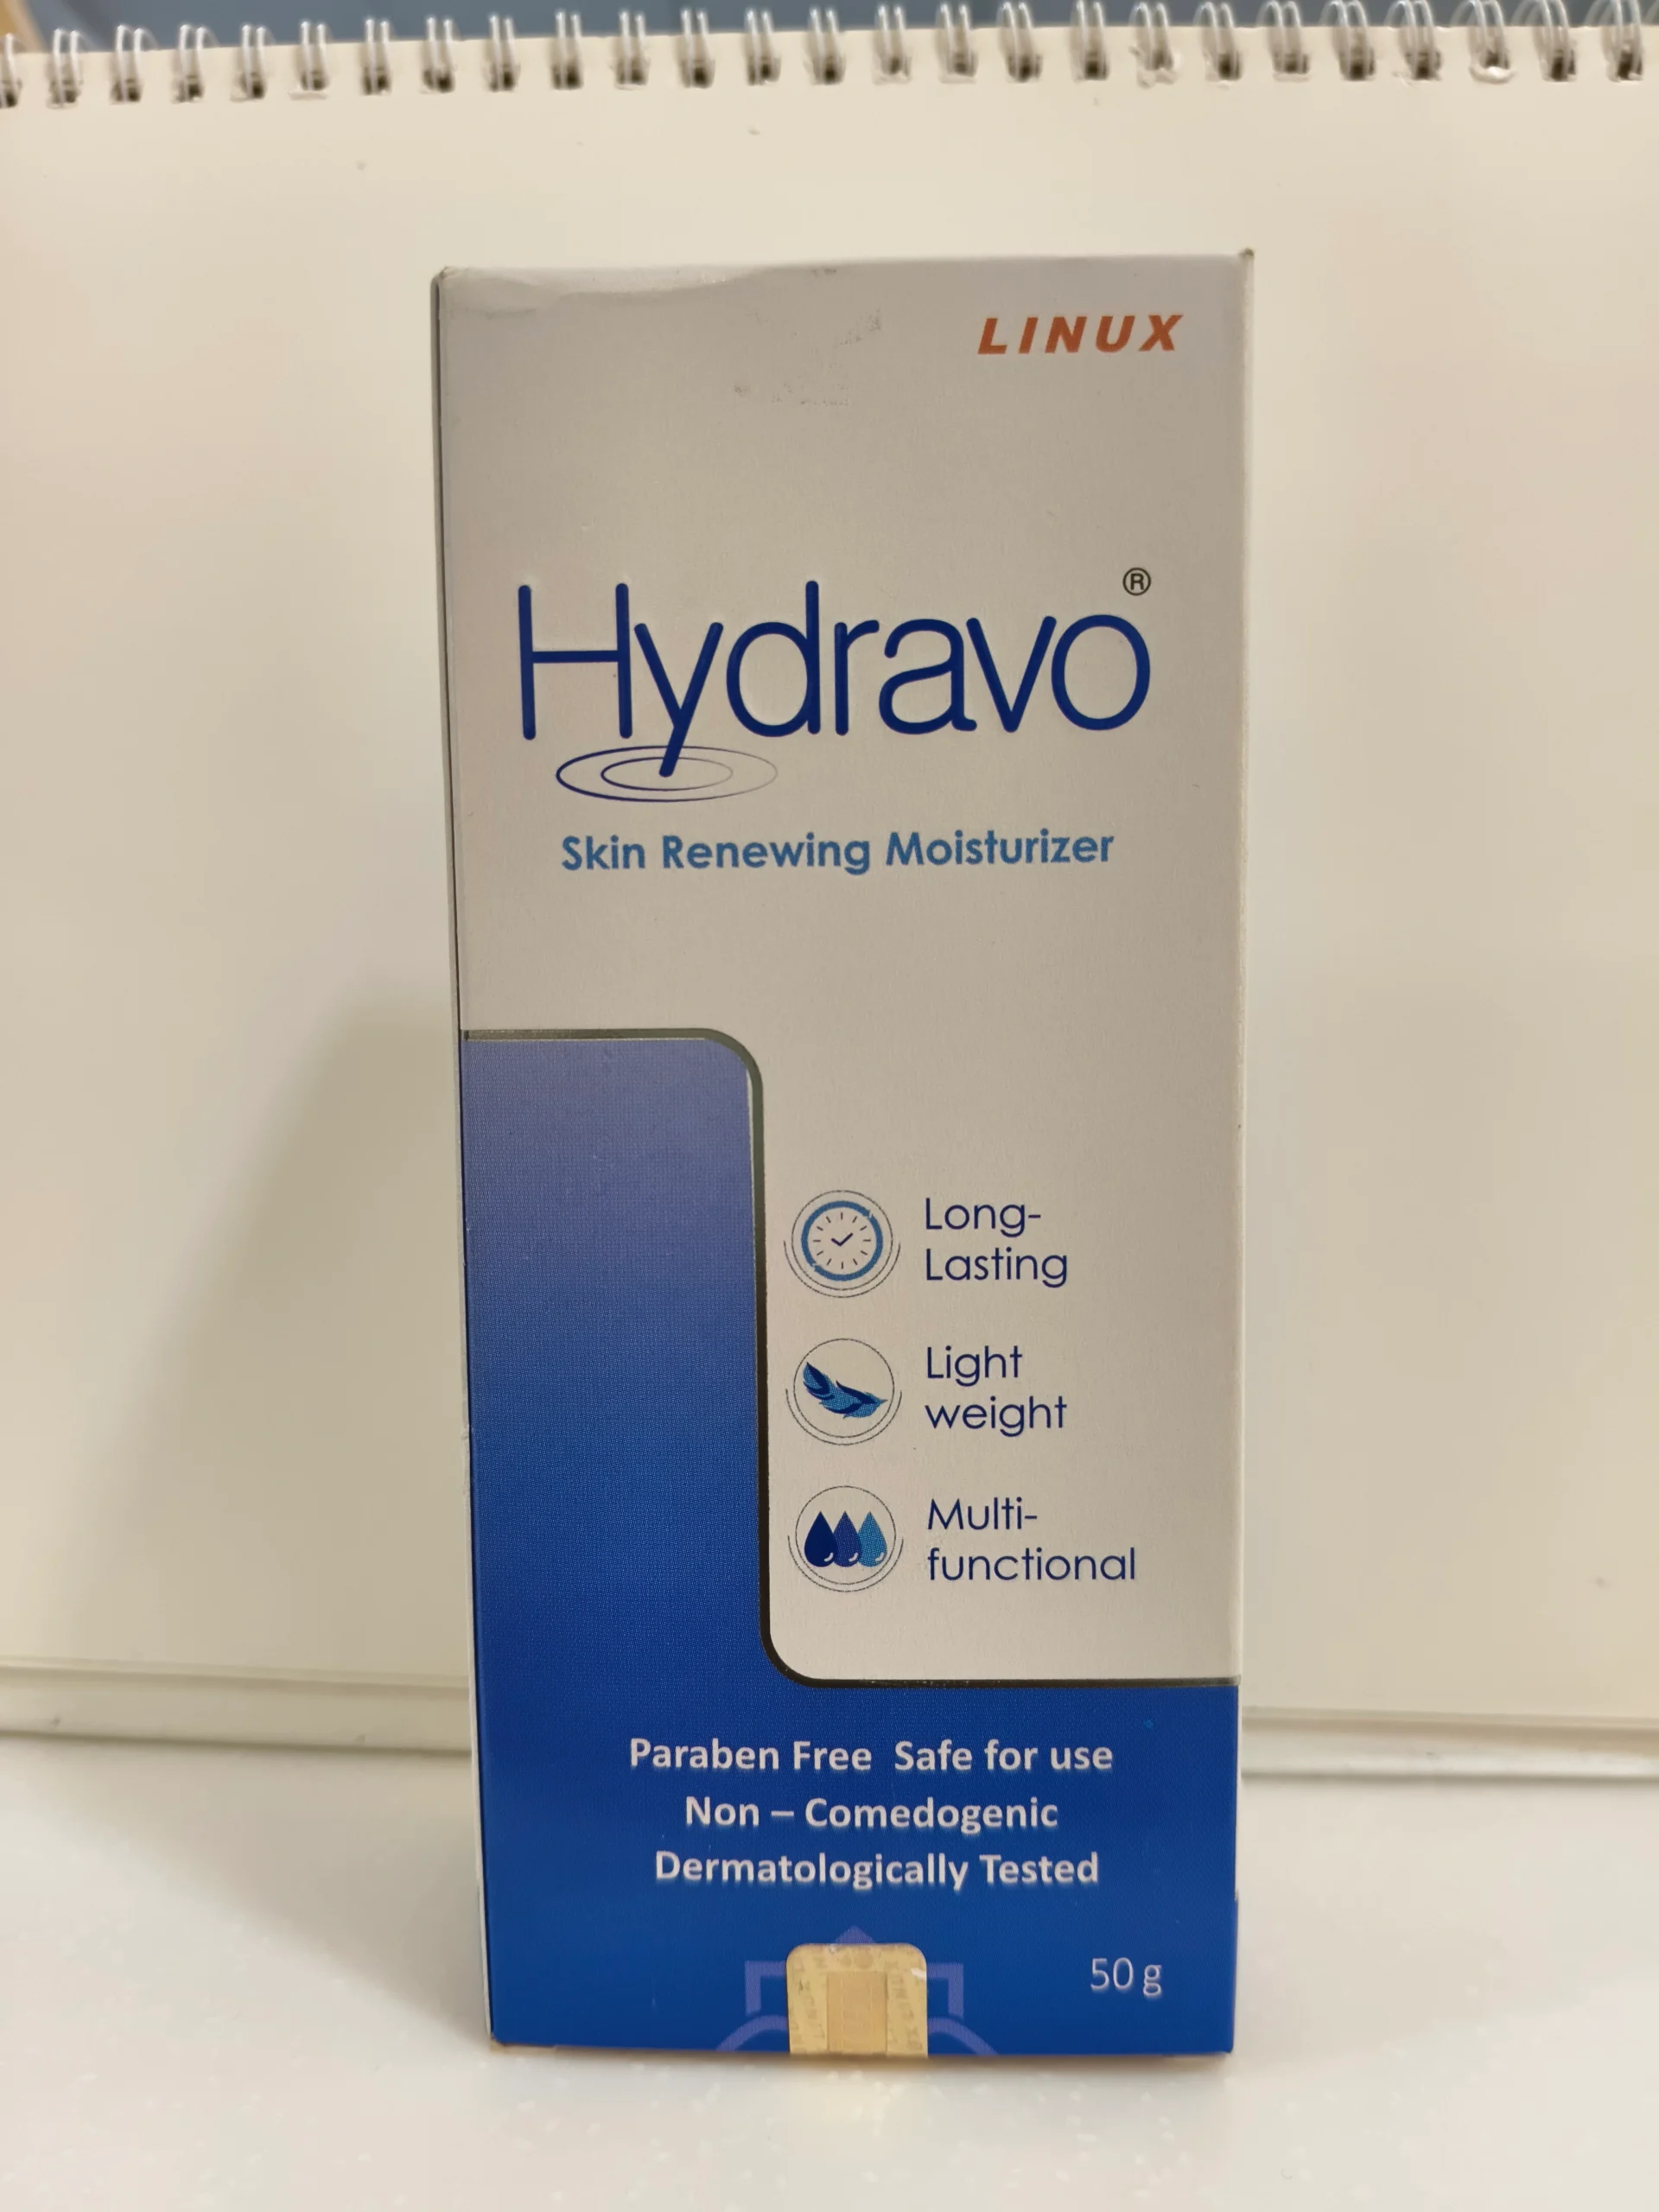 LINUX
Hydravo®
Skin Renewing Moisturizer
Long-
Lasting
Light
weight
Multi-
functional
Paraben Free Safe for use
Non – Comedogenic
Dermatologically Tested
50 g